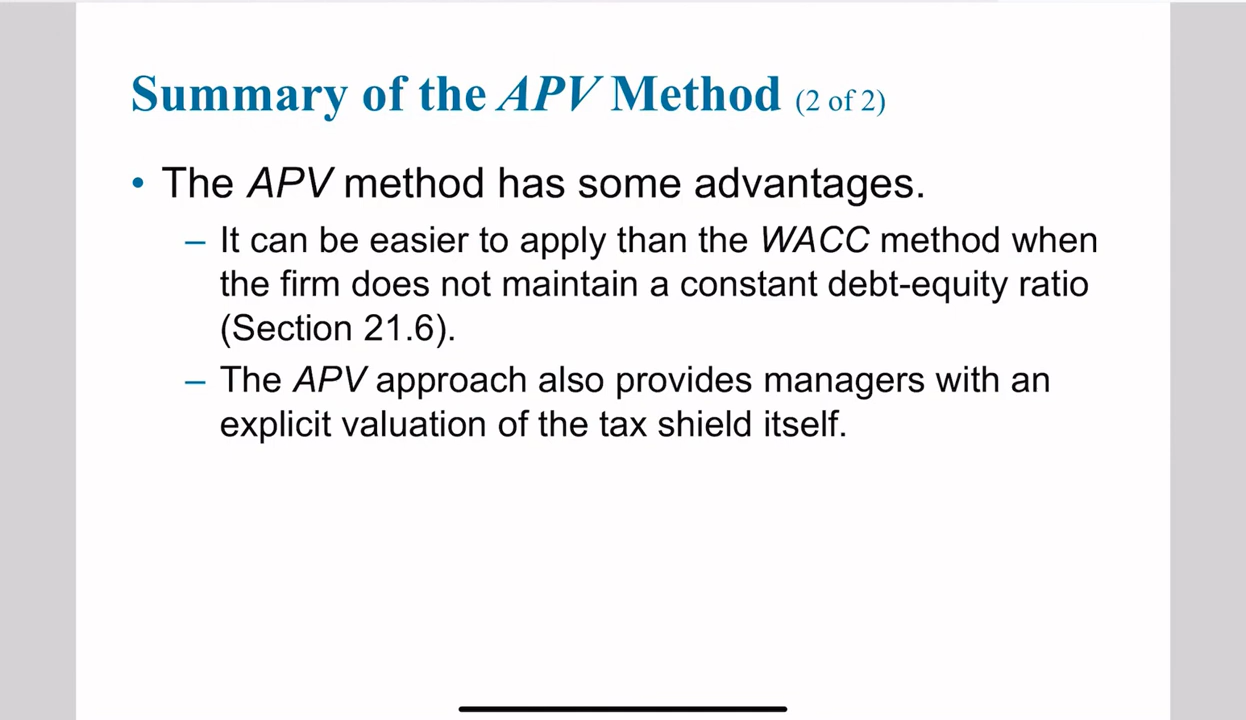 Summary of the APV Method (2 of 2)
• The APV method has some advantages.
– It can be easier to apply than the WACC method when
the firm does not maintain a constant debt-equity ratio
(Section 21.6).
– The APV approach also provides managers with an
explicit valuation of the tax shield itself.